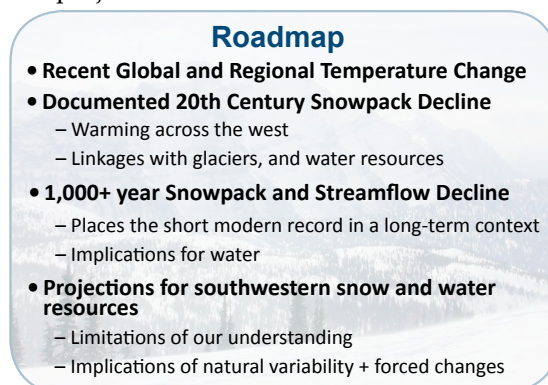 Roadmap
• Recent Global and Regional Temperature Change
• Documented 20th Century Snowpack Decline
– Warming across the west
– Linkages with glaciers, and water resources
• 1,000+ year Snowpack and Streamflow Decline
– Places the short modern record in a long-term context
– Implications for water
• Projections for southwestern snow and water
resources
– Limitations of our understanding
– Implications of natural variability + forced changes